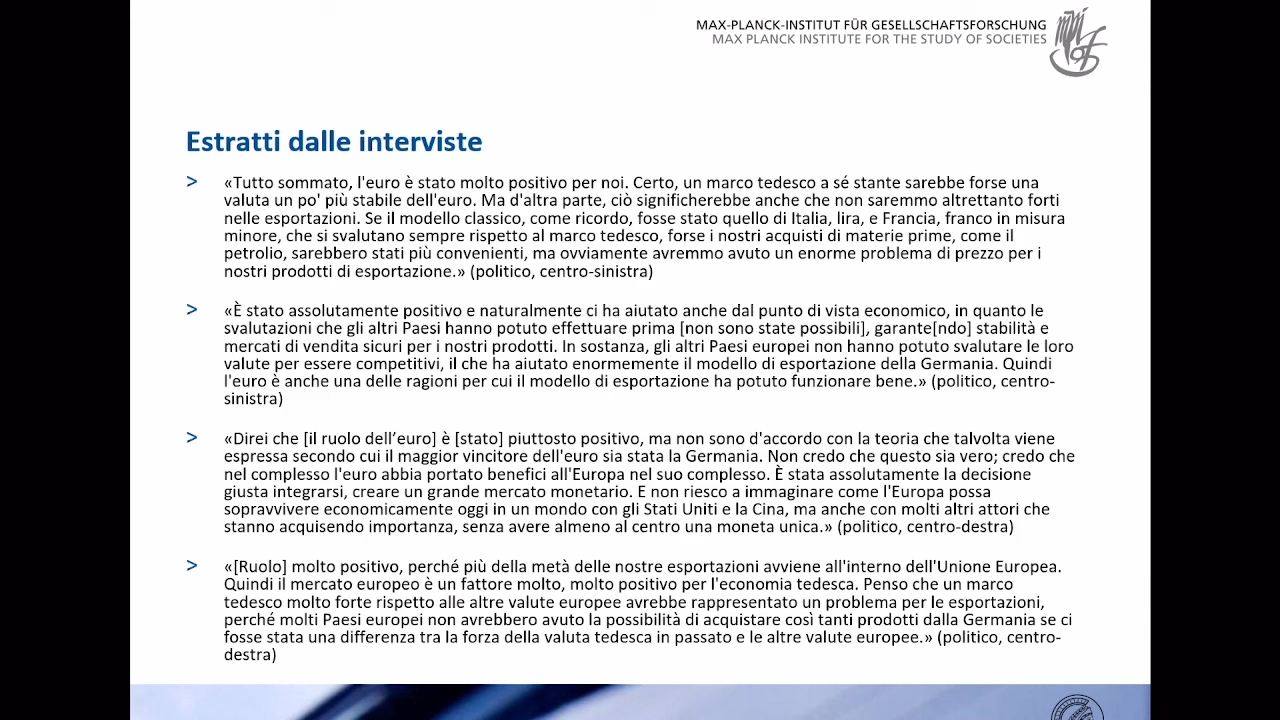 MAX-PLANCK-INSTITUT FÜR GESELLSCHAFTSFORSCHUNG
MAX PLANCK INSTITUTE FOR THE STUDY OF SOCIETIES
Estratti dalle interviste
> «Tutto sommato, l'euro è stato molto positivo per noi. Certo, un marco tedesco a sé stante sarebbe forse una
valuta un po' più stabile dell'euro. Ma d'altra parte, ciò significherebbe anche che non saremmo altrettanto forti
nelle esportazioni. Se il modello classico, come ricordo, fosse stato quello di Italia, lira, e Francia, franco in misura
minore, che si svalutano sempre rispetto al marco tedesco, forse i nostri acquisti di materie prime, come il
petrolio, sarebbero stati più convenienti, ma ovviamente avremmo avuto un enorme problema di prezzo per i
nostri prodotti di esportazione.» (politico, centro-sinistra)
> «È stato assolutamente positivo e naturalmente ci ha aiutato anche dal punto di vista economico, in quanto le
svalutazioni che gli altri Paesi hanno potuto effettuare prima [non sono state possibili], garante[ndo] stabilità e
mercati di vendita sicuri per i nostri prodotti. In sostanza, gli altri Paesi europei non hanno potuto svalutare le loro
valute per essere competitivi, il che ha aiutato enormemente il modello di esportazione della Germania. Quindi
l'euro è anche una delle ragioni per cui il modello di esportazione ha potuto funzionare bene.» (politico, centro-
sinistra)
> «Direi che [il ruolo dell’euro] è [stato] piuttosto positivo, ma non sono d'accordo con la teoria che talvolta viene
espressa secondo cui il maggior vincitore dell'euro sia stata la Germania. Non credo che questo sia vero; credo che
nel complesso l'euro abbia portato benefici all'Europa nel suo complesso. È stata assolutamente la decisione
giusta integrarsi, creare un grande mercato monetario. E non riesco a immaginare come l'Europa possa
sopravvivere economicamente oggi in un mondo con gli Stati Uniti e la Cina, ma anche con molti altri attori che
stanno acquisendo importanza, senza avere almeno al centro una moneta unica.» (politico, centro-destra)
> «[Ruolo] molto positivo, perché più della metà delle nostre esportazioni avviene all'interno dell'Unione Europea.
Quindi il mercato europeo è un fattore molto, molto positivo per l'economia tedesca. Penso che un marco
tedesco molto forte rispetto alle altre valute europee avrebbe rappresentato un problema per le esportazioni,
perché molti Paesi europei non avrebbero avuto la possibilità di acquistare così tanti prodotti dalla Germania se ci
fosse stata una differenza tra la forza della valuta tedesca in passato e le altre valute europee.» (politico, centro-
destra)